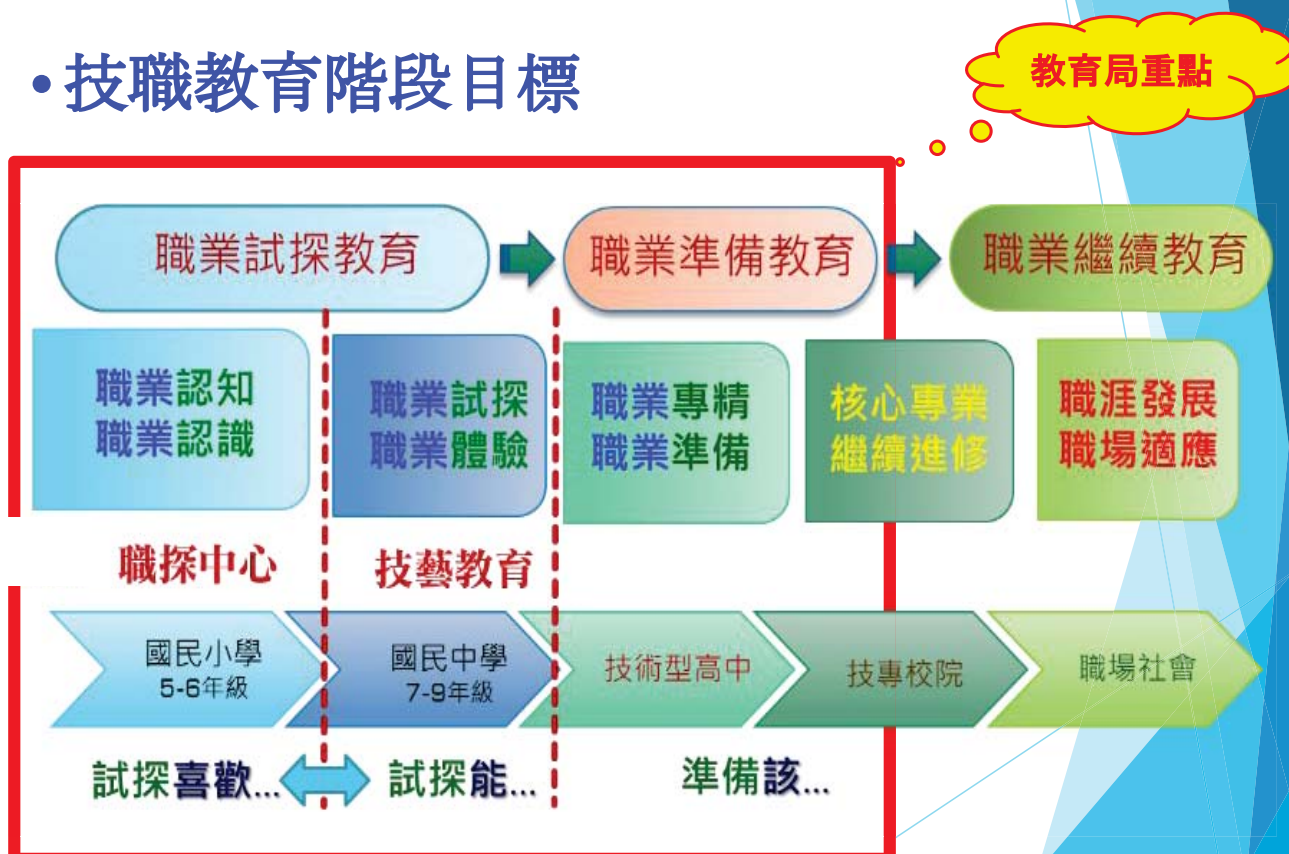 •技職教育階段目標
教育局重點
職業試探教育
職業準備教育
職業繼續教育
職業認知
職業認識
職業試探
職業體驗
職業專精
職業準備
核心專業
繼續進修
職涯發展
職場適應
職探中心
技藝教育
國民小學
5-6年級
國民中學
7-9年級
技術型高中
技專校院
職場社會
試探喜歡...
試探能...
準備該...